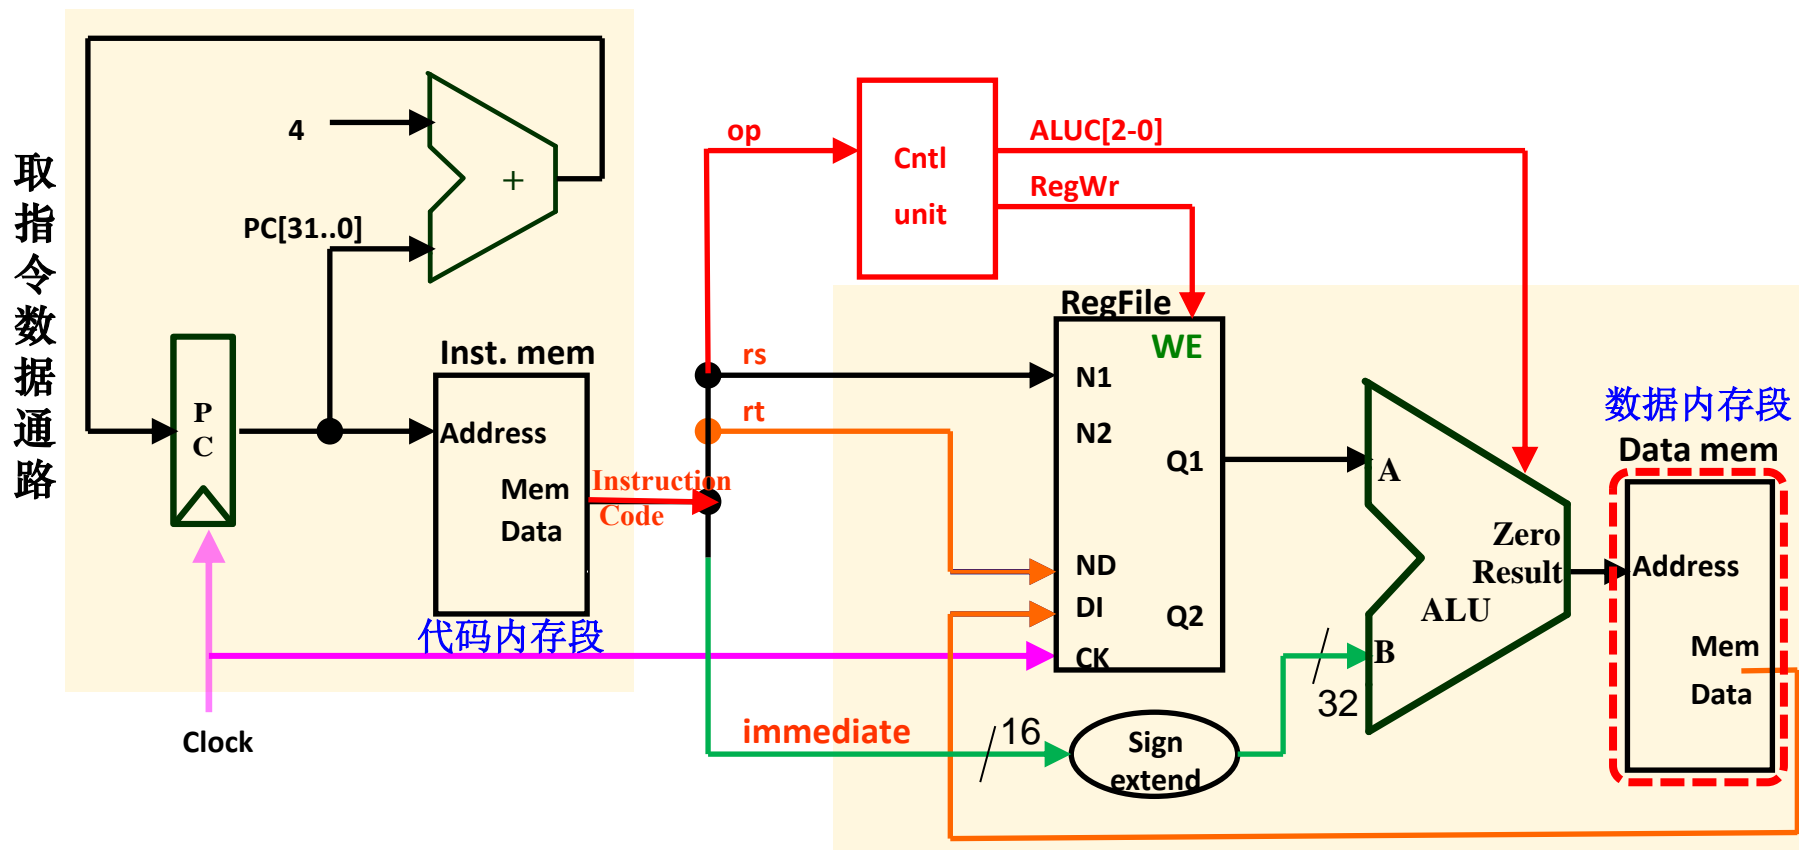 取指令数据通路
4
+
PC[31..0]
P
C
Inst. mem
Address
Mem
Data
代码内存段
Clock
Instruction
Code
op
rs
rt
immediate
16
Cntl
unit
ALUC[2-0]
RegWr
RegFile
WE
N1
N2
Q1
ND
DI
Q2
CK
Sign
extend
32
A
B
Zero
Result
ALU
数据内存段
Data mem
Address
Mem
Data